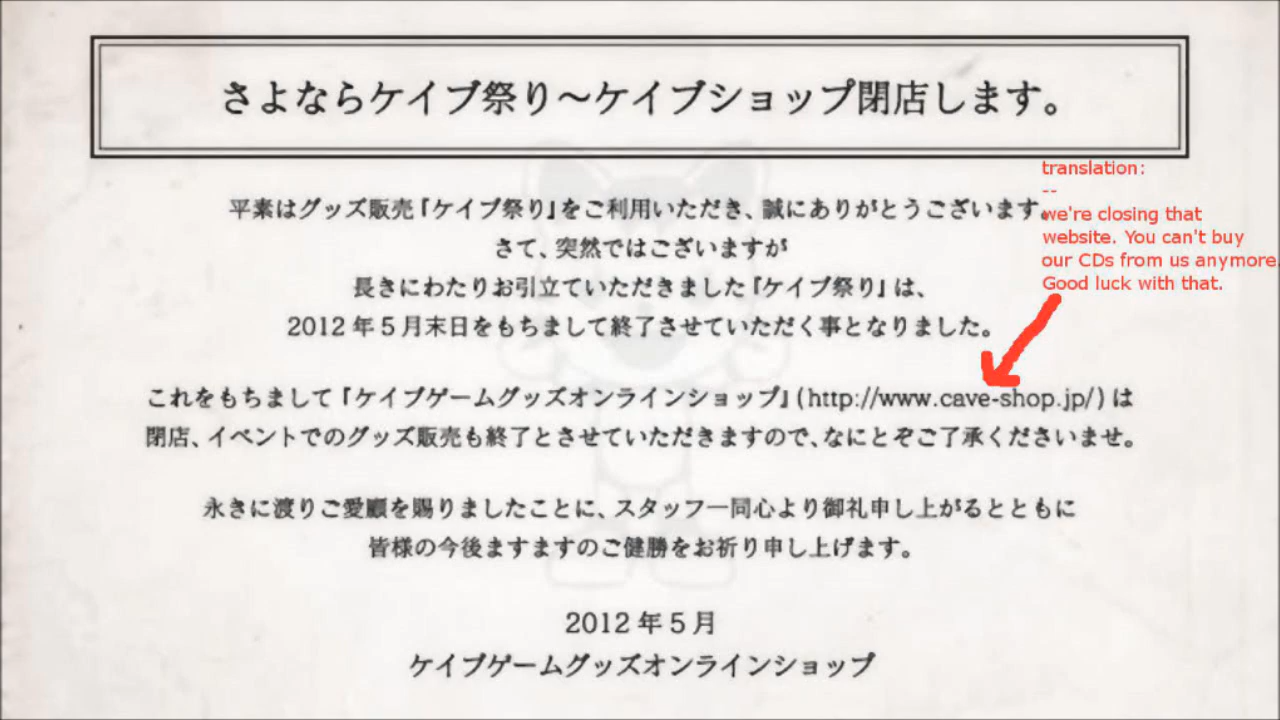 さよならケイブ祭り～ケイブショップ閉店します。
translation:
--
we're closing that
website. You can't buy
our CDs from us anymore.
Good luck with that.
平素はグッズ販売『ケイブ祭り』をご利用いただき、誠にありがとうございます。
さて、突然ではございますが
長きにわたりお引立ていただきました『ケイブ祭り』は、
2012年5月末日をもちまして終了させていただく事となりました。
これをもちまして『ケイブゲームグッズオンラインショップ』(http://www.cave-shop.jp/)は
閉店、イベントでのグッズ販売も終了とさせていただきますので、なにとぞご了承くださいませ。
永きに渡りご愛顧を賜りましたことに、スタッフ一同心より御礼申し上がるとともに
皆様の今後ますますのご健勝をお祈り申し上げます。
2012年5月
ケイブゲームグッズオンラインショップ